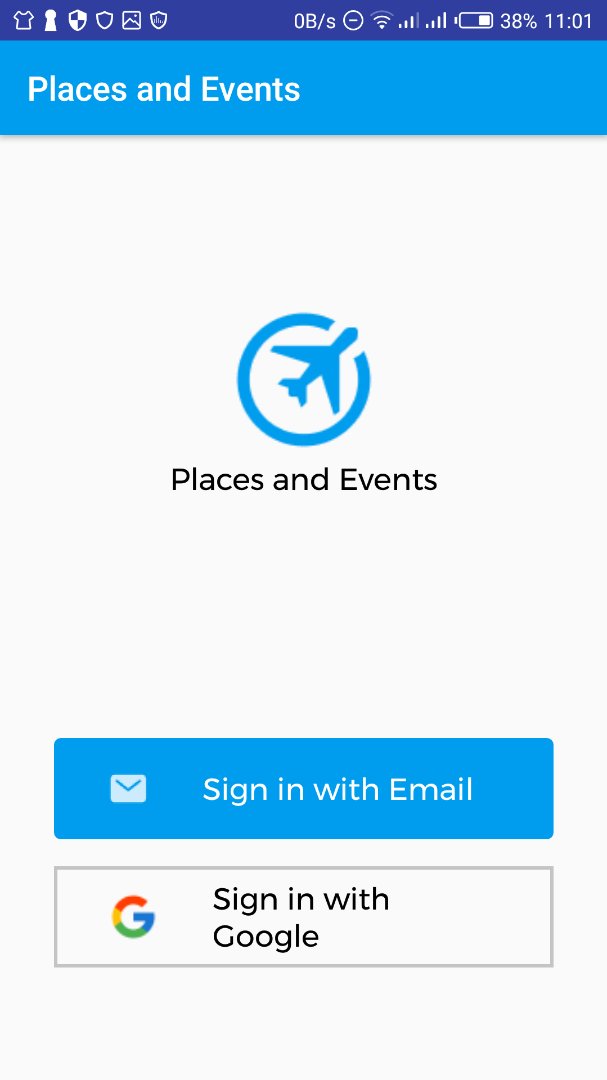 0B/s 38% 11:01
Places and Events
Places and Events
Sign in with Email
Sign in with
Google